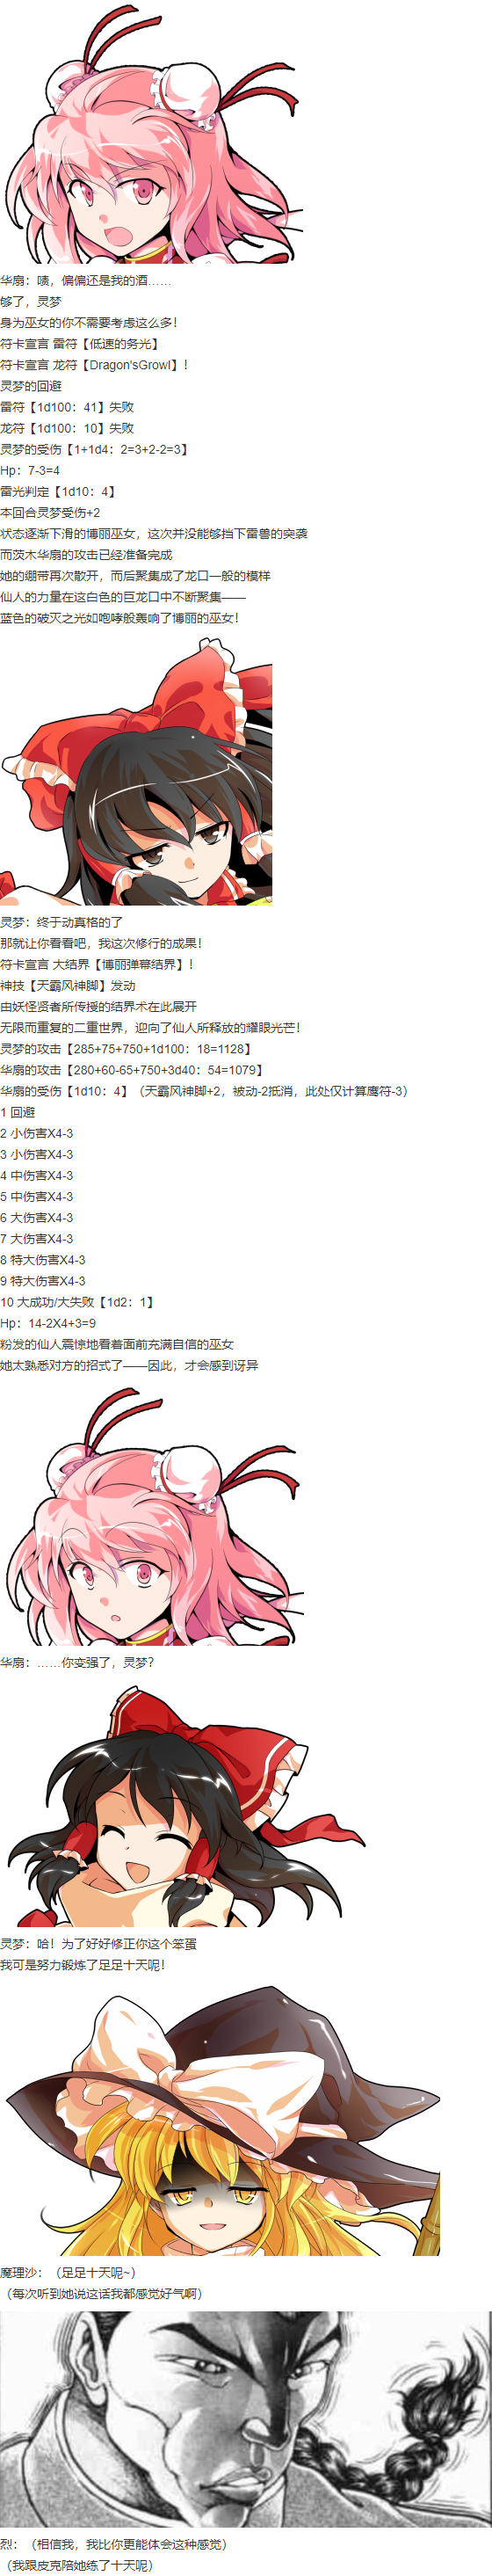 华扇：啧，偏偏还是我的酒……
够了，灵梦
身为巫女的你不需要考虑这么多！
符卡宣言 雷符【低速的务光】
符卡宣言 龙符【Dragon'sGrowl】！
灵梦的回避
雷符【1d100：41】失败
龙符【1d100：10】失败
灵梦的受伤【1+1d4：2=3+2-2=3】
Hp：7-3=4
雷光判定【1d10：4】
本回合灵梦受伤+2
状态逐渐下滑的博丽巫女，这次并没能够挡下雷兽的突袭
而茨木华扇的攻击已经准备完成
她的绷带再次散开，而后聚集成了龙口一般的模样
仙人的力量在这白色的巨龙口中不断聚集——
蓝色的破灭之光如咆哮般轰响了博丽的巫女！
灵梦：终于动真格的了
那就让你看看吧，我这次修行的成果！
符卡宣言 大结界【博丽弹幕结界】！
神技【天霸风神脚】发动
由妖怪贤者所传授的结界术在此展开
无限而重复的二重世界，迎向了仙人所释放的耀眼光芒！
灵梦的攻击【285+75+750+1d100：18=1128】
华扇的攻击【280+60-65+750+3d40：54=1079】
华扇的受伤【1d10：4】（天霸风神脚+2，被动-2抵消，此处仅计算鹰符-3）
1 回避
2 小伤害X4-3
3 小伤害X4-3
4 中伤害X4-3
5 中伤害X4-3
6 大伤害X4-3
7 大伤害X4-3
8 特大伤害X4-3
9 特大伤害X4-3
10 大成功/大失败【1d2：1】
Hp：14-2X4+3=9
粉发的仙人震惊地看着面前充满自信的巫女
她太熟悉对方的招式了——因此，才会感到讶异
华扇：……你变强了，灵梦？
灵梦：哈！为了好好修正你这个笨蛋
我可是努力锻炼了足足十天呢！
魔理沙：（足足十天呢~）
（每次听到她说这话我都感觉好气啊）
烈：（相信我，我比你更能体会这种感觉）
（我跟皮克陪她练了十天呢）